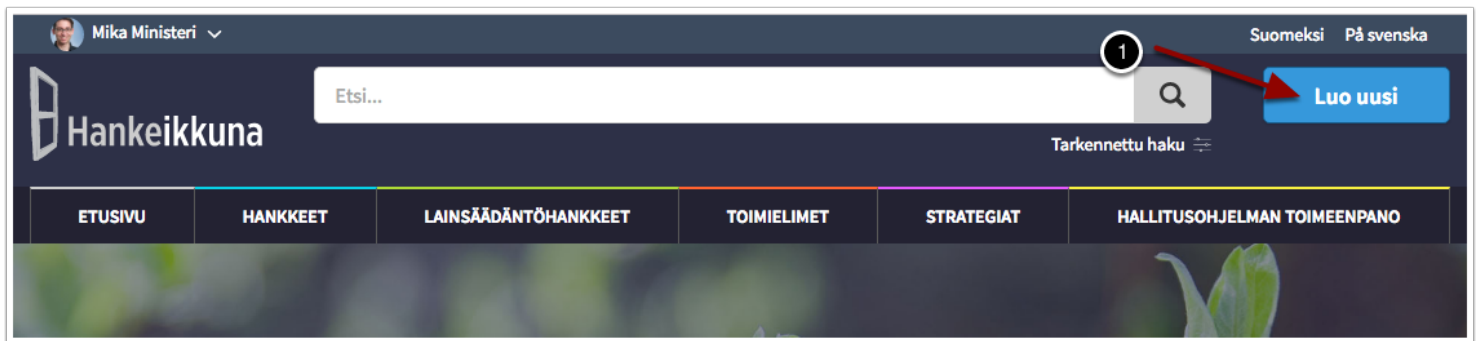 Mika Ministeri
Suomeksi På svenska
1
Etsi...
Luo uusi
Hankeikkuna
Tarkennettu haku
ETUSIVU HANKKEET LAINSÄÄDÄNTÖHANKKEET TOIMIELIMET STRATEGIAT HALLITUSOHJELMAN TOIMEENPANO